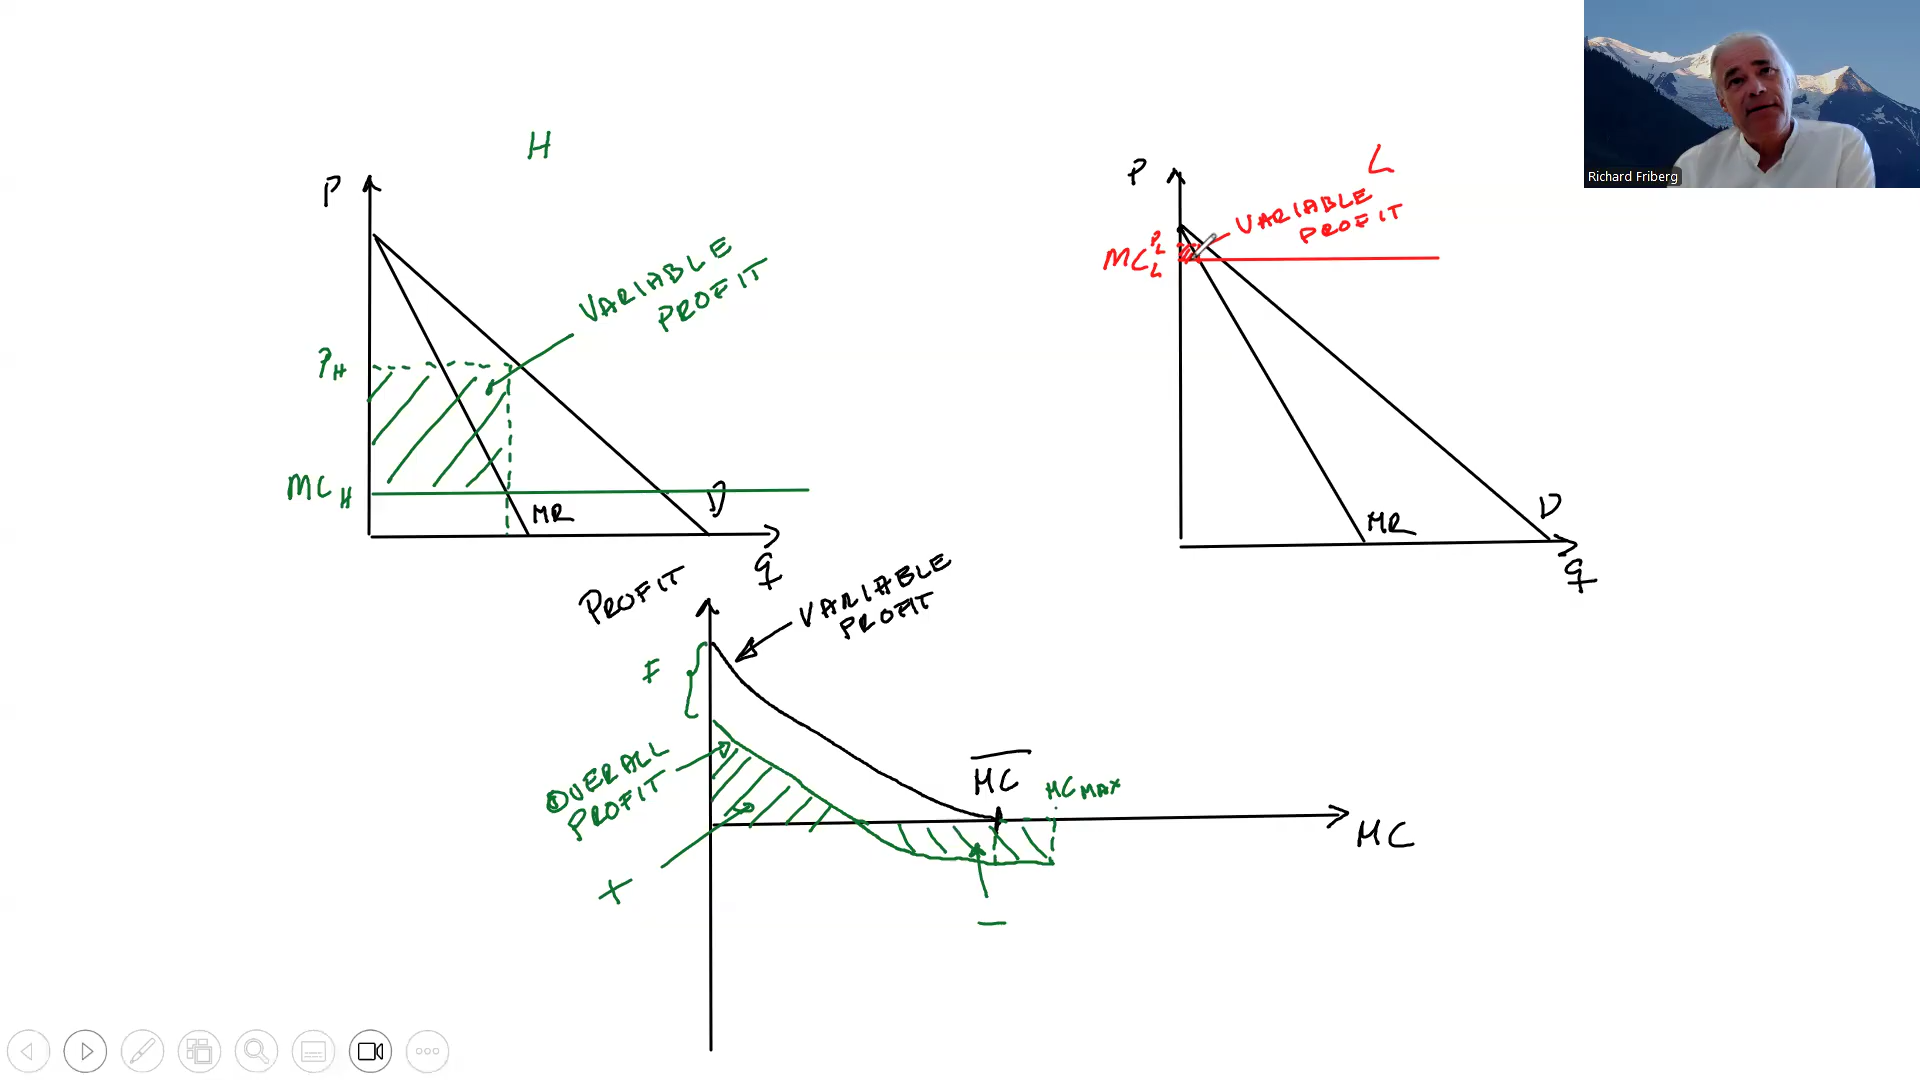 H
P
VARIABLE
PROFIT
P_H
MC_H
MR
D
q
L
P
VARIABLE
PROFIT
P_L
MC_L
MR
D
q
Richard Friberg
PROFIT
VARIABLE
PROFIT
F
OVERALL
PROFIT
+
MC
MC MAX
MC
−